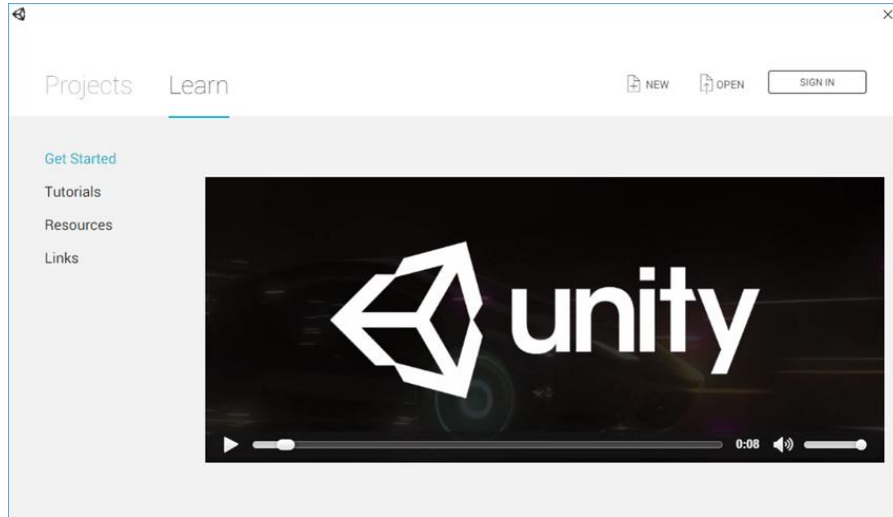 Projects Learn NEW OPEN SIGN IN
Get Started
Tutorials
Resources
Links
unity
0:08